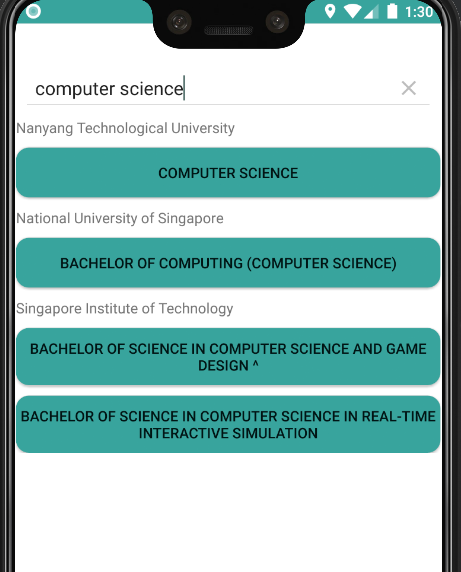 1:30
computer science
Nanyang Technological University
COMPUTER SCIENCE
National University of Singapore
BACHELOR OF COMPUTING (COMPUTER SCIENCE)
Singapore Institute of Technology
BACHELOR OF SCIENCE IN COMPUTER SCIENCE AND GAME
DESIGN ^
BACHELOR OF SCIENCE IN COMPUTER SCIENCE IN REAL-TIME
INTERACTIVE SIMULATION